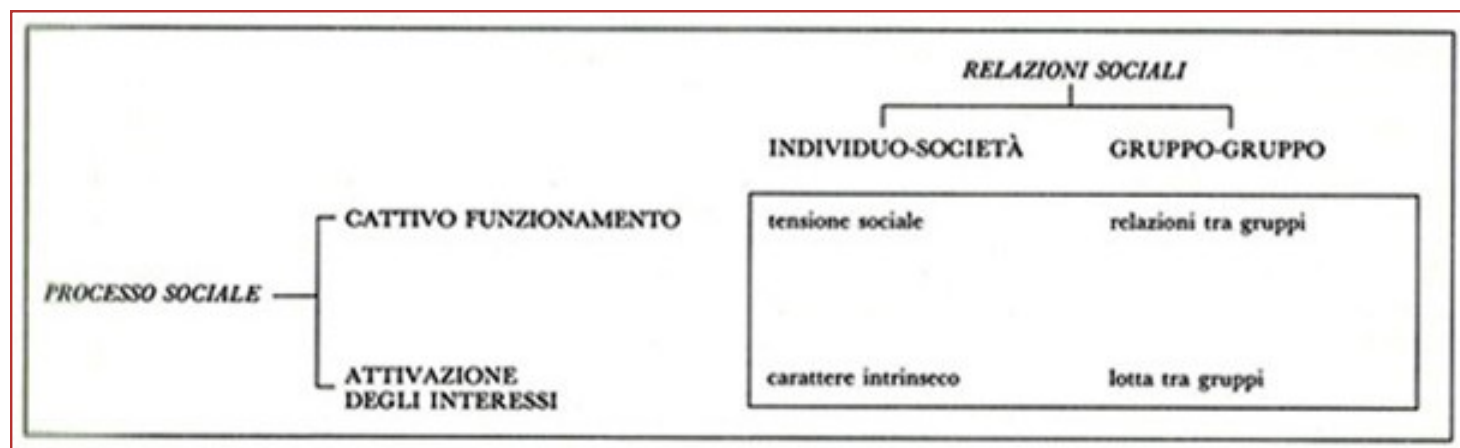 RELAZIONI SOCIALI
INDIVIDUO-SOCIETÀ GRUPPO-GRUPPO
CATTIVO FUNZIONAMENTO tensione sociale relazioni tra gruppi
PROCESSO SOCIALE
ATTIVAZIONE carattere intrinseco lotta tra gruppi
DEGLI INTERESSI